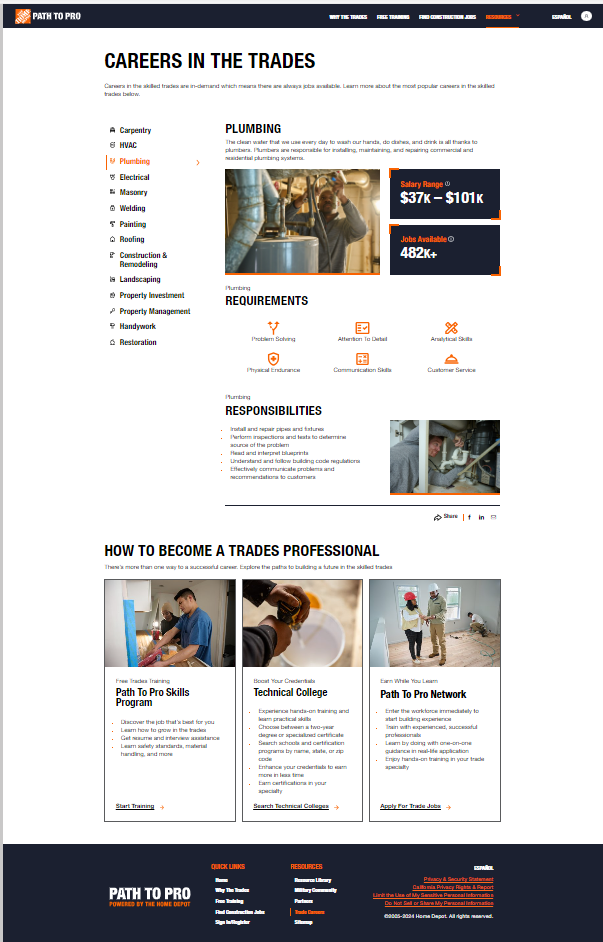 PATH TO PRO
WHY THE TRADES
FREE TRAINING
FIND CONSTRUCTION JOBS
RESOURCES
ESPAÑOL
CAREERS IN THE TRADES
Careers in the skilled trades are in-demand which means there are always jobs available. Learn more about the most popular careers in the skilled
trades below.
Carpentry
HVAC
Plumbing
Electrical
Masonry
Welding
Painting
Roofing
Construction &
Remodeling
Landscaping
Property Investment
Property Management
Handywork
Restoration
PLUMBING
The clean water that we use every day to wash our hands, do dishes, and drink is all thanks to
plumbers. Plumbers are responsible for installing, maintaining, and repairing commercial and
residential plumbing systems.
Salary Range
$37K – $101K
Jobs Available
482K+
Plumbing
REQUIREMENTS
Problem Solving
Attention To Detail
Analytical Skills
Physical Endurance
Communication Skills
Customer Service
Plumbing
RESPONSIBILITIES
Install and repair pipes and fixtures
Perform inspections and tests to determine
source of the problem
Read and interpret blueprints
Understand and follow building code regulations
Effectively communicate problems and
recommendations to customers
Share
HOW TO BECOME A TRADES PROFESSIONAL
There's more than one way to a successful career. Explore the paths to building a future in the skilled trades
Free Trades Training
Path To Pro Skills
Program
Discover the job that's best for you
Learn how to grow in the trades
Get resume and interview assistance
Learn safety standards, material
handling, and more
Start Training
Boost Your Credentials
Technical College
Experience hands-on training and
learn practical skills
Choose between a two-year
degree or specialized certificate
Search schools and certification
programs by name, state, or zip
code
Enhance your credentials to earn
more in less time
Earn certifications in your
specialty
Search Technical Colleges
Earn While You Learn
Path To Pro Network
Enter the workforce immediately to
start building experience
Train with experienced, successful
professionals
Learn by doing with one-on-one
guidance in real-life application
Enjoy hands-on training in your trade
specialty
Apply For Trade Jobs
PATH TO PRO
POWERED BY THE HOME DEPOT
QUICK LINKS
Home
Why The Trades
Free Training
Find Construction Jobs
Sign In/Register
RESOURCES
Resource Library
Military Community
Partners
Trade Careers
Sitemap
ESPAÑOL
Privacy & Security Statement
California Privacy Rights & Report
Limit the Use of My Sensitive Personal Information
Do Not Sell or Share My Personal Information
©2005-2024 Home Depot. All rights reserved.